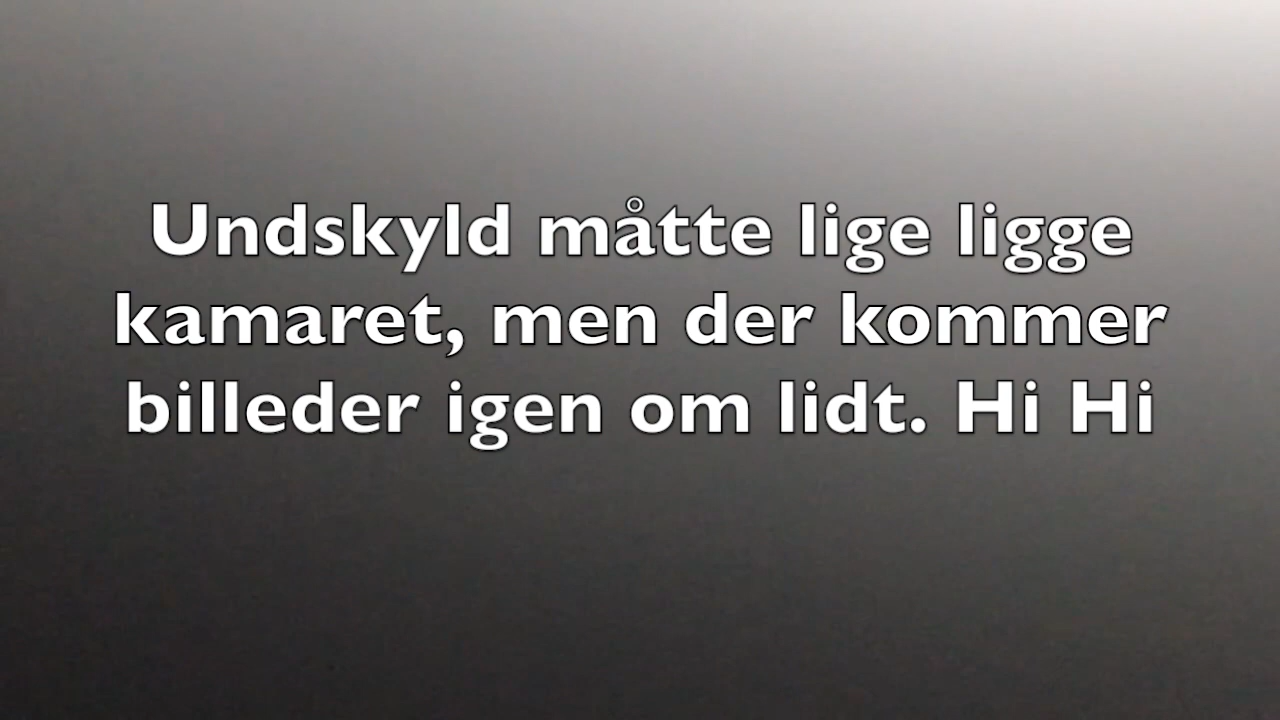 Undskyld måtte lige ligge
kamaret, men der kommer
billeder igen om lidt. Hi Hi